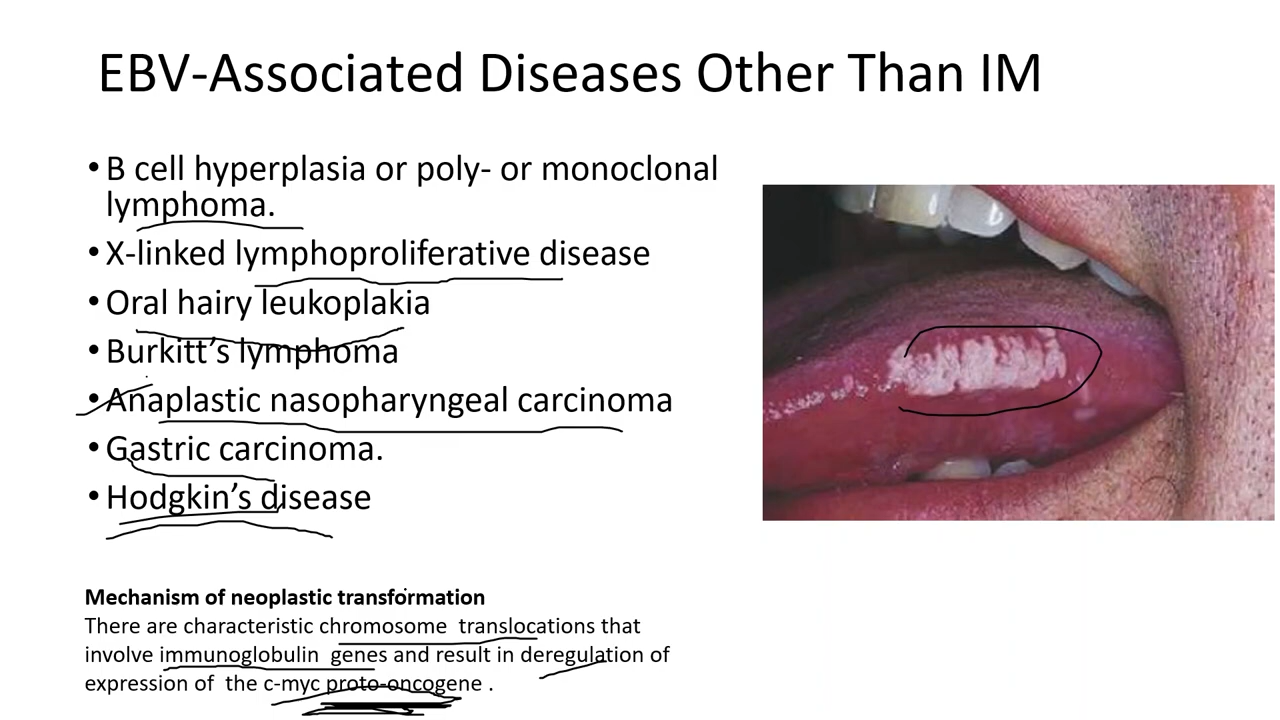 EBV-Associated Diseases Other Than IM
•B cell hyperplasia or poly- or monoclonal
lymphoma.
•X-linked lymphoproliferative disease
•Oral hairy leukoplakia
•Burkitt’s lymphoma
•Anaplastic nasopharyngeal carcinoma
•Gastric carcinoma.
•Hodgkin’s disease
Mechanism of neoplastic transformation
There are characteristic chromosome translocations that
involve immunoglobulin genes and result in deregulation of
expression of the c-myc proto-oncogene .